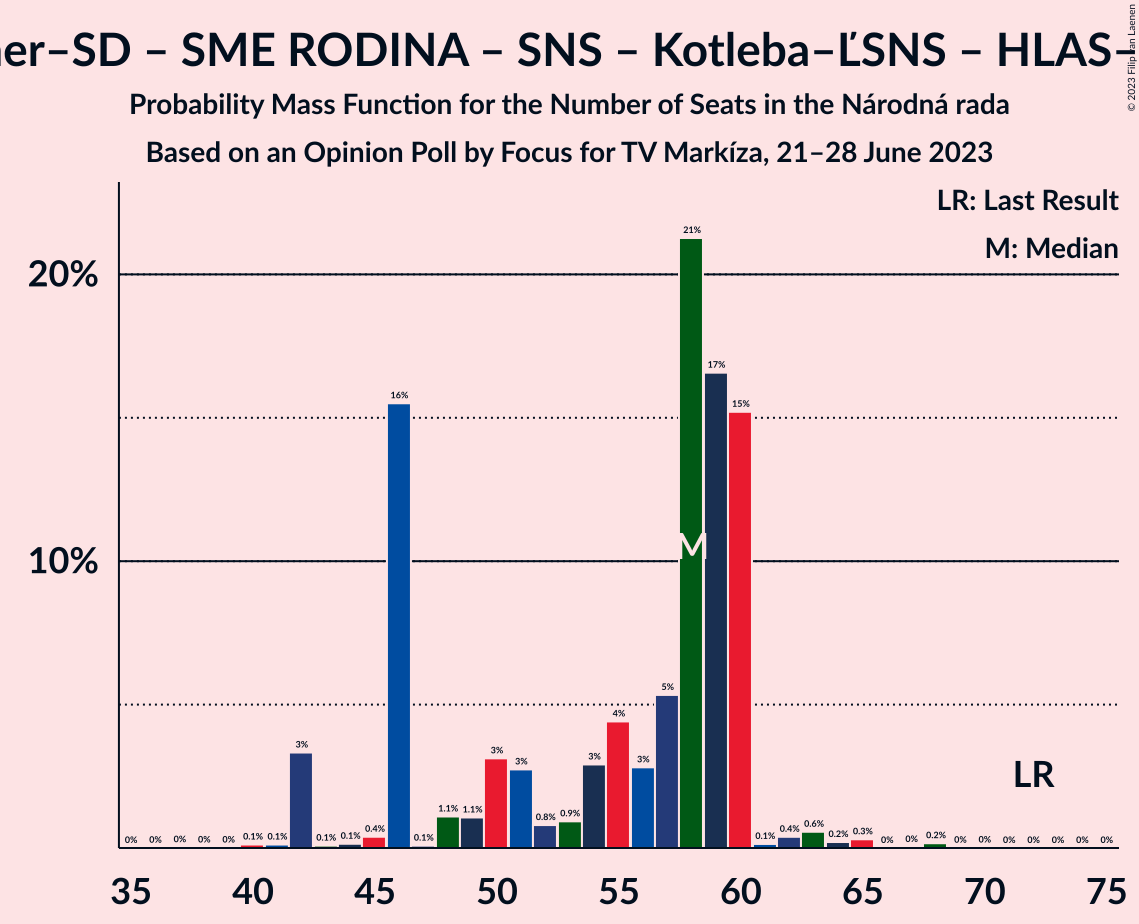 er–SD – SME RODINA – SNS – Kotleba–ĽSNS – HLAS–
© 2023 Filip van Laenen
Probability Mass Function for the Number of Seats in the Národná rada
Based on an Opinion Poll by Focus for TV Markíza, 21–28 June 2023
LR: Last Result
M: Median
20%
10%
0% 0% 0% 0% 0% 0.1% 0.1% 3% 0.1% 0.1% 0.4% 16% 0.1% 1.1% 1.1% 3% 3% 0.8% 0.9% 3% 4% 3% 5% 21% 17% 15% 0.1% 0.4% 0.6% 0.2% 0.3% 0% 0% 0.2% 0% 0% 0% 0% 0% 0% 0%
M
LR
35 40 45 50 55 60 65 70 75